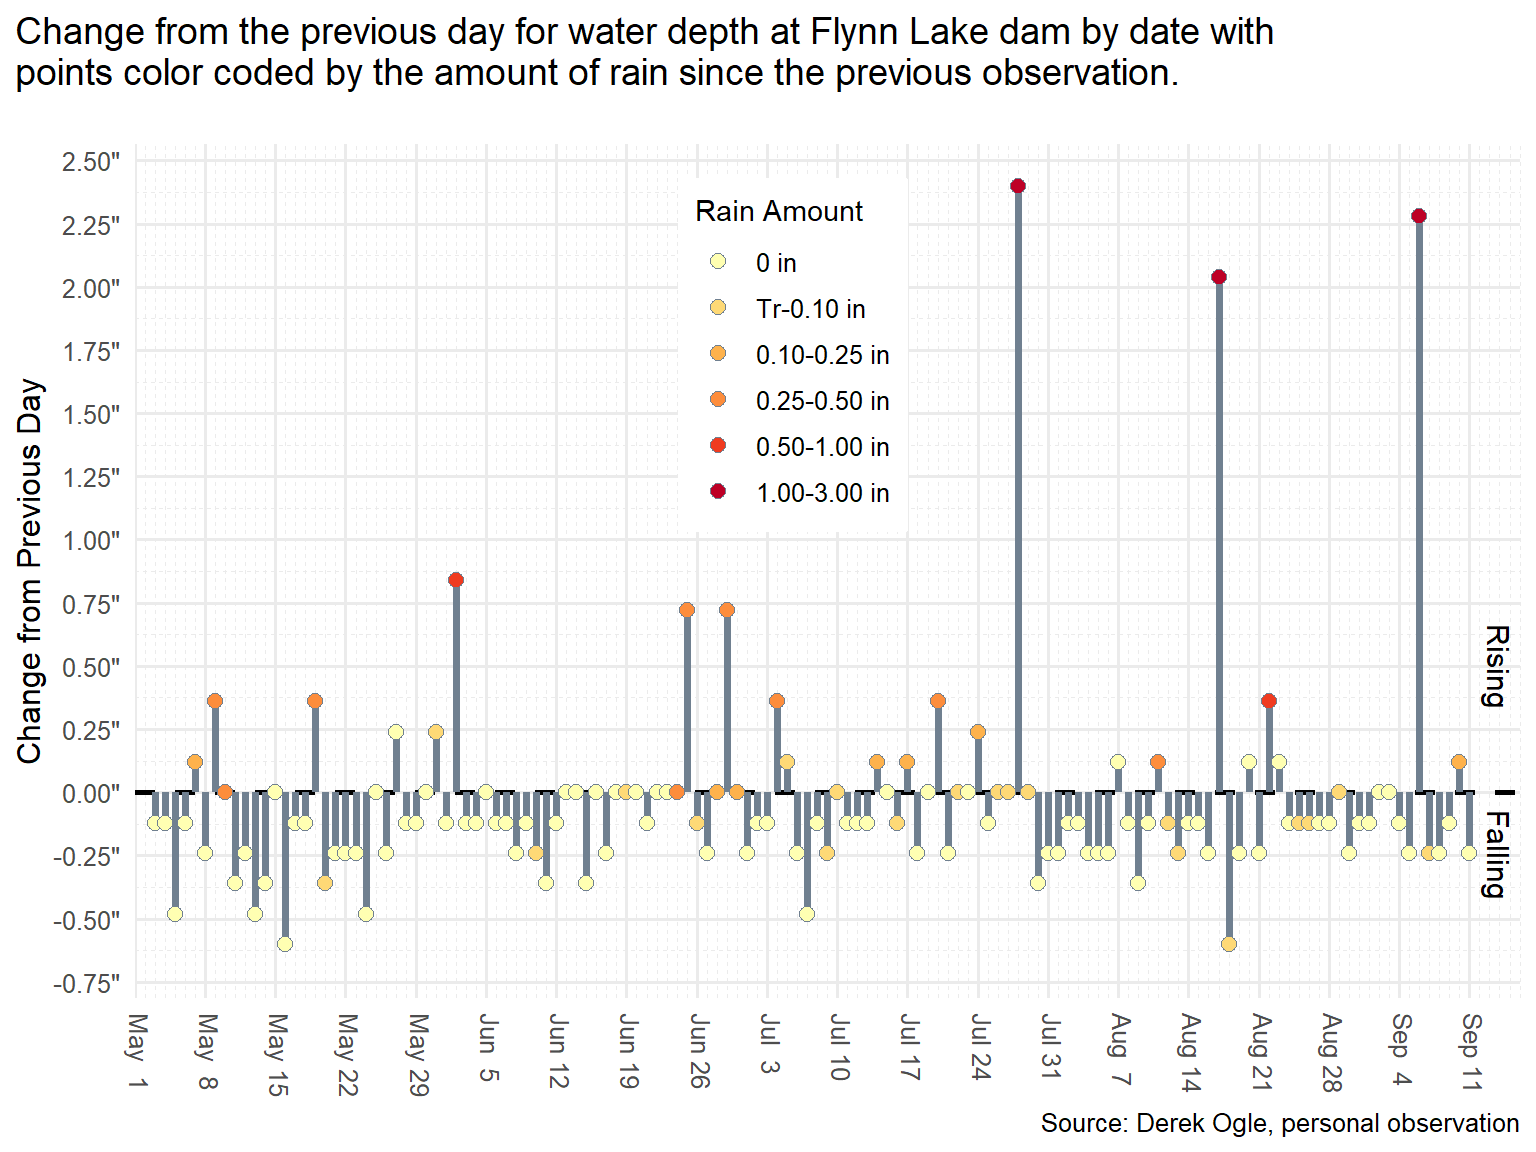 Change from the previous day for water depth at Flynn Lake dam by date with
points color coded by the amount of rain since the previous observation.
Change from Previous Day
2.50"
2.25"
2.00"
1.75"
1.50"
1.25"
1.00"
0.75"
0.50"
0.25"
0.00"
-0.25"
-0.50"
-0.75"
Rain Amount
0 in
Tr-0.10 in
0.10-0.25 in
0.25-0.50 in
0.50-1.00 in
1.00-3.00 in
Rising
Falling
May 1
May 8
May 15
May 22
May 29
Jun 5
Jun 12
Jun 19
Jun 26
Jul 3
Jul 10
Jul 17
Jul 24
Jul 31
Aug 7
Aug 14
Aug 21
Aug 28
Sep 4
Sep 11
Source: Derek Ogle, personal observation